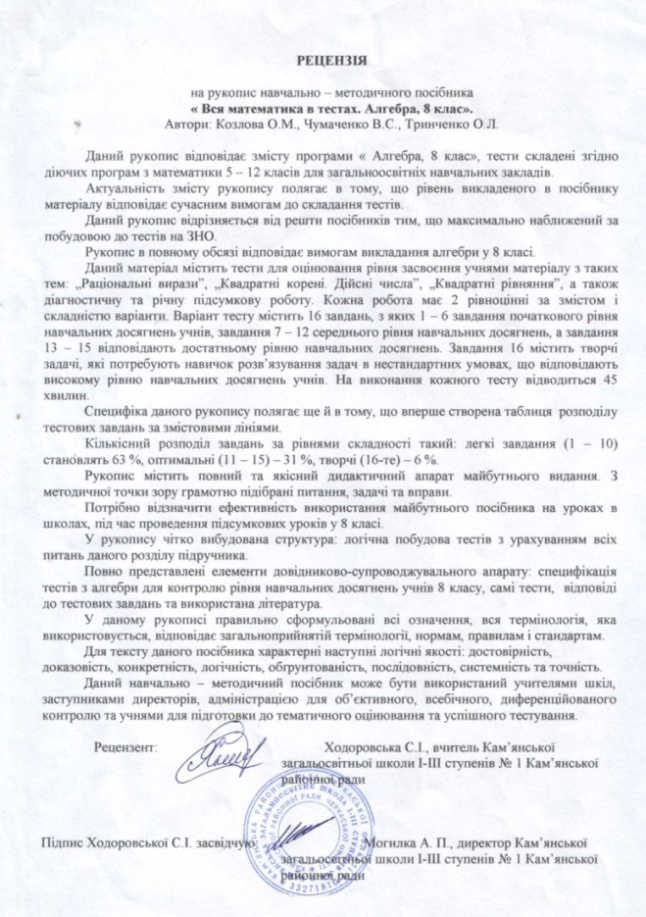 РЕЦЕНЗІЯ
на рукопис навчально – методичного посібника
« Вся математика в тестах. Алгебра, 8 клас».
Автори: Козлова О.М., Чумаченко В.С., Тринченко О.Л.
Даний рукопис відповідає змісту програми « Алгебра, 8 клас», тести складені згідно
діючих програм з математики 5 – 12 класів для загальноосвітніх навчальних закладів.
Актуальність змісту рукопису полягає в тому, що рівень викладеного в посібнику
матеріалу відповідає сучасним вимогам до складання тестів.
Даний рукопис відрізняється від решти посібників тим, що максимально наближений за
побудовою до тестів на ЗНО.
Рукопис в повному обсязі відповідає вимогам викладання алгебри у 8 класі.
Даний матеріал містить тести для оцінювання рівня засвоєння учнями матеріалу з таких
тем: „Раціональні вирази”, „Квадратні корені. Дійсні числа”, „Квадратні рівняння”, а також
діагностичну та річну підсумкову роботу. Кожна робота має 2 рівноцінні за змістом і
складністю варіанти. Варіант тесту містить 16 завдань, з яких 1 – 6 завдання початкового рівня
навчальних досягнень учнів, завдання 7 – 12 середнього рівня навчальних досягнень, а завдання
13 – 15 відповідають достатньому рівню навчальних досягнень. Завдання 16 містить творчі
задачі, які потребують навичок розв’язування задач в нестандартних умовах, що відповідають
високому рівню навчальних досягнень учнів. На виконання кожного тесту відводиться 45
хвилин.
Специфіка даного рукопису полягає ще й в тому, що вперше створена таблиця розподілу
тестових завдань за змістовими лініями.
Кількісний розподіл завдань за рівнями складності такий: легкі завдання (1 – 10)
становлять 63 %, оптимальні (11 – 15) – 31 %, творчі (16-те) – 6 %.
Рукопис містить повний та якісний дидактичний апарат майбутнього видання. З
методичної точки зору грамотно підібрані питання, задачі та вправи.
Потрібно відзначити ефективність використання майбутнього посібника на уроках в
школах, під час проведення підсумкових уроків у 8 класі.
У рукопису чітко вибудована структура: логічна побудова тестів з урахуванням всіх
питань даного розділу підручника.
Повно представлені елементи довідниково-супроводжувального апарату: специфікація
тестів з алгебри для контролю рівня навчальних досягнень учнів 8 класу, самі тести, відповіді
до тестових завдань та використана література.
У даному рукописі правильно сформульовані всі означення, вся термінологія, яка
використовується, відповідає загальноприйнятій термінології, нормам, правилам і стандартам.
Для тексту даного посібника характерні наступні логічні якості: достовірність,
доказовість, конкретність, логічність, обґрунтованість, послідовність, системність та точність.
Даний навчально – методичний посібник може бути використаний учителями шкіл,
заступниками директорів, адміністрацією для об’єктивного, всебічного, диференційованого
контролю та учнями для підготовки до тематичного оцінювання та успішного тестування.
Рецензент: Ходоровська С.І., вчитель Кам’янської
загальосвітньої школи І-ІІІ ступенів № 1 Кам’янської
районної ради
Підпис Ходоровської С.І. засвідчую Могилка А. П., директор Кам’янської
загальосвітньої школи І-ІІІ ступенів № 1 Кам’янської
районної ради